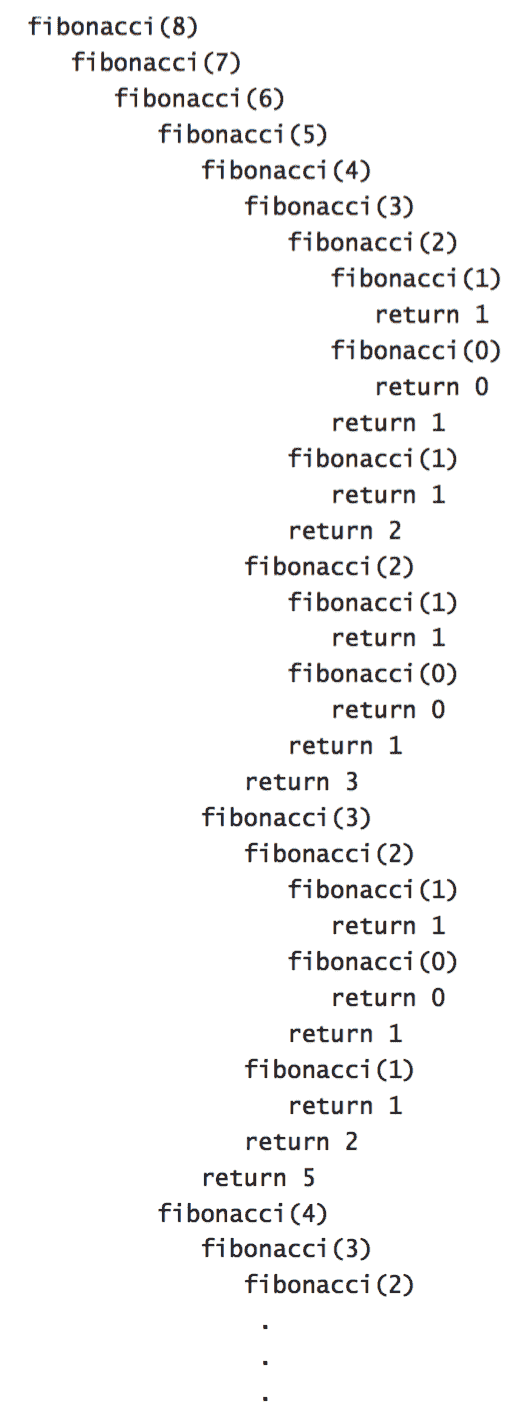 fibonacci(8)
fibonacci(7)
fibonacci(6)
fibonacci(5)
fibonacci(4)
fibonacci(3)
fibonacci(2)
fibonacci(1)
return 1
fibonacci(0)
return 0
return 1
fibonacci(1)
return 1
return 2
fibonacci(2)
fibonacci(1)
return 1
fibonacci(0)
return 0
return 1
return 3
fibonacci(3)
fibonacci(2)
fibonacci(1)
return 1
fibonacci(0)
return 0
return 1
fibonacci(1)
return 1
return 2
return 5
fibonacci(4)
fibonacci(3)
fibonacci(2)
.
.
.